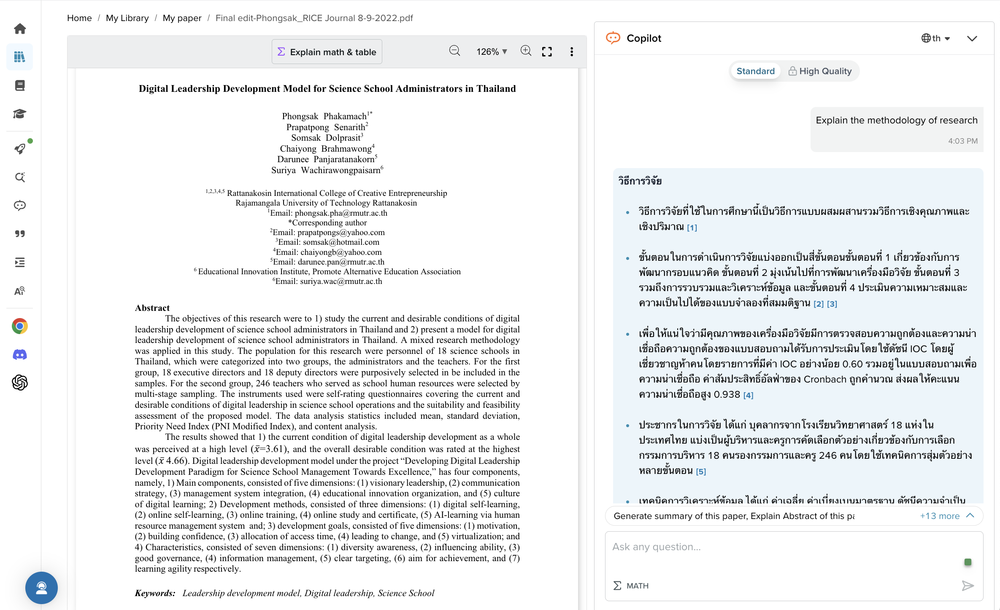 Home / My Library / My paper / Final edit-Phongsak_RICE Journal 8-9-2022.pdf
Σ Explain math & table
126%
Digital Leadership Development Model for Science School Administrators in Thailand
Phongsak Phakamach1*
Prapatpong Senarith2
Somsak Dolprasit3
Chaiyong Brahmawong4
Darunee Panjaratanakorn5
Suriya Wachirawongpaisarn6
1,2,3,4,5 Rattanakosin International College of Creative Entrepreneurship
Rajamangala University of Technology Rattanakosin
1Email: phongsak.pha@rmutr.ac.th
*Corresponding author
2Email: prapatpongs@yahoo.com
3Email: somsak@hotmail.com
4Email: chaiyongb@yahoo.com
5Email: darunee.pan@rmutr.ac.th
6 Educational Innovation Institute, Promote Alternative Education Association
6Email: suriya.wac@rmutr.ac.th
Abstract
The objectives of this research were to 1) study the current and desirable conditions of digital
leadership development of science school administrators in Thailand and 2) present a model for digital
leadership development of science school administrators in Thailand. A mixed research methodology
was applied in this study. The population for this research were personnel of 18 science schools in
Thailand, which were categorized into two groups, the administrators and the teachers. For the first
group, 18 executive directors and 18 deputy directors were purposively selected in be included in the
samples. For the second group, 246 teachers who served as school human resources were selected by
multi-stage sampling. The instruments used were self-rating questionnaires covering the current and
desirable conditions of digital leadership in science school operations and the suitability and feasibility
assessment of the proposed model. The data analysis statistics included mean, standard deviation,
Priority Need Index (PNI Modified Index), and content analysis.
The results showed that 1) the current condition of digital leadership development as a whole
was perceived at a high level (x̄=3.61), and the overall desirable condition was rated at the highest
level (x̄ 4.66). Digital leadership development model under the project “Developing Digital Leadership
Development Paradigm for Science School Management Towards Excellence,” has four components,
namely, 1) Main components, consisted of five dimensions: (1) visionary leadership, (2) communication
strategy, (3) management system integration, (4) educational innovation organization, and (5) culture
of digital learning; 2) Development methods, consisted of three dimensions: (1) digital self-learning,
(2) online self-learning, (3) online training, (4) online study and certificate, (5) AI-learning via human
resource management system and; 3) development goals, consisted of five dimensions: (1) motivation,
(2) building confidence, (3) allocation of access time, (4) leading to change, and (5) virtualization; and
4) Characteristics, consisted of seven dimensions: (1) diversity awareness, (2) influencing ability, (3)
good governance, (4) information management, (5) clear targeting, (6) aim for achievement, and (7)
learning agility respectively.
Keywords: Leadership development model, Digital leadership, Science School
Copilot
th
Standard
High Quality
Explain the methodology of research
4:03 PM
วิธีการวิจัย
วิธีการวิจัยที่ใช้ในการศึกษานี้เป็นวิธีการแบบผสมผสานรวมวิธีการเชิงคุณภาพและ
เชิงปริมาณ [1]
ขั้นตอนในการดำเนินการวิจัยแบ่งออกเป็นสี่ขั้นตอนขั้นตอนที่ 1 เกี่ยวข้องกับการ
พัฒนากรอบแนวคิด ขั้นตอนที่ 2 มุ่งเน้นไปที่การพัฒนาเครื่องมือวิจัย ขั้นตอนที่ 3
รวมถึงการรวบรวมและวิเคราะห์ข้อมูล และขั้นตอนที่ 4 ประเมินความเหมาะสมและ
ความเป็นไปได้ของแบบจำลองที่สมมติฐาน [2] [3]
เพื่อให้แน่ใจว่ามีคุณภาพของเครื่องมือวิจัยมีการตรวจสอบความถูกต้องและความน่า
เชื่อถือความถูกต้องของแบบสอบถามได้รับการประเมินโดยใช้ดัชนี IOC โดยผู้
เชี่ยวชาญห้าคนโดยรายการที่มีค่า IOC อย่างน้อย 0.60 รวมอยู่ในแบบสอบถามเพื่อ
ความน่าเชื่อถือ ค่าสัมประสิทธิ์อัลฟ่าของ Cronbach ถูกคำนวณ ส่งผลให้คะแนน
ความน่าเชื่อถือสูง 0.938 [4]
ประชากรในการวิจัย ได้แก่ บุคลากรจากโรงเรียนวิทยาศาสตร์ 18 แห่งใน
ประเทศไทย แบ่งเป็นผู้บริหารและครูการคัดเลือกตัวอย่างเกี่ยวข้องกับการเลือก
กรรมการบริหาร 18 คนรองกรรมการและครู 246 คนโดยใช้เทคนิคการสุ่มตัวอย่าง
หลายขั้นตอน [5]
เทคนิคการวิเคราะห์ข้อมูล ได้แก่ ค่าเฉลี่ย ค่าเบี่ยงเบนมาตรฐาน ดัชนีความจำเป็น
Generate summary of this paper, Explain Abstract of this pa
+13 more
Ask any question...
Σ MATH